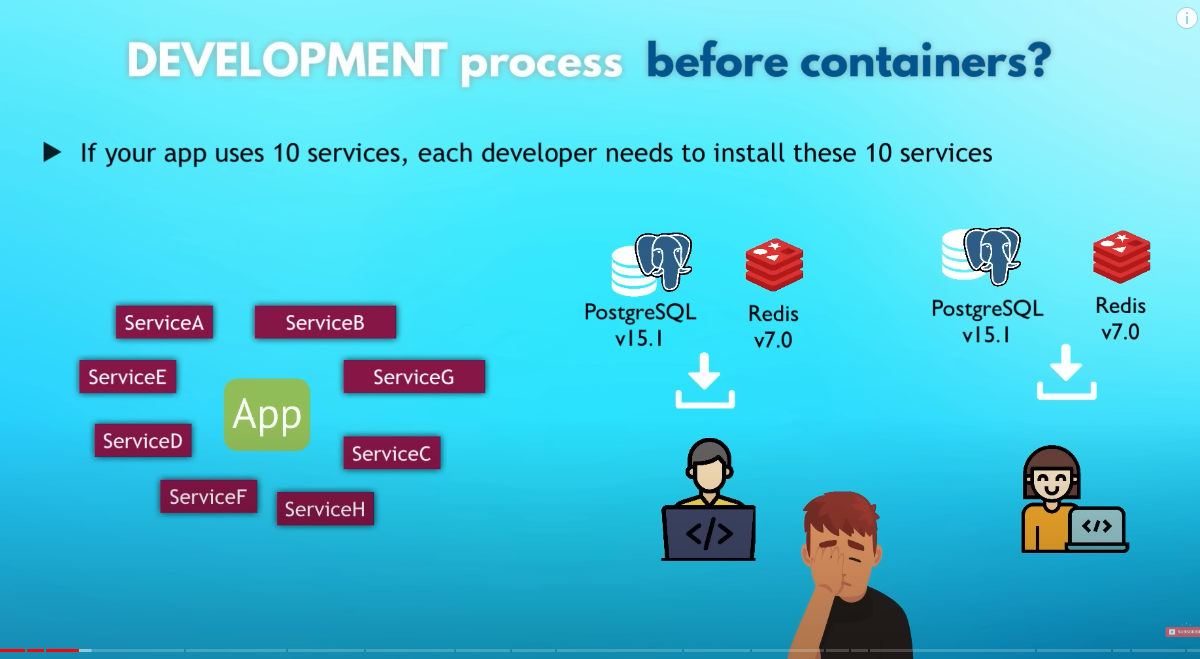 DEVELOPMENT process before containers?
▶ If your app uses 10 services, each developer needs to install these 10 services
ServiceA
ServiceB
ServiceE
ServiceG
App
ServiceD
ServiceC
ServiceF
ServiceH
PostgreSQL
v15.1
Redis
v7.0
PostgreSQL
v15.1
Redis
v7.0
</>
</>